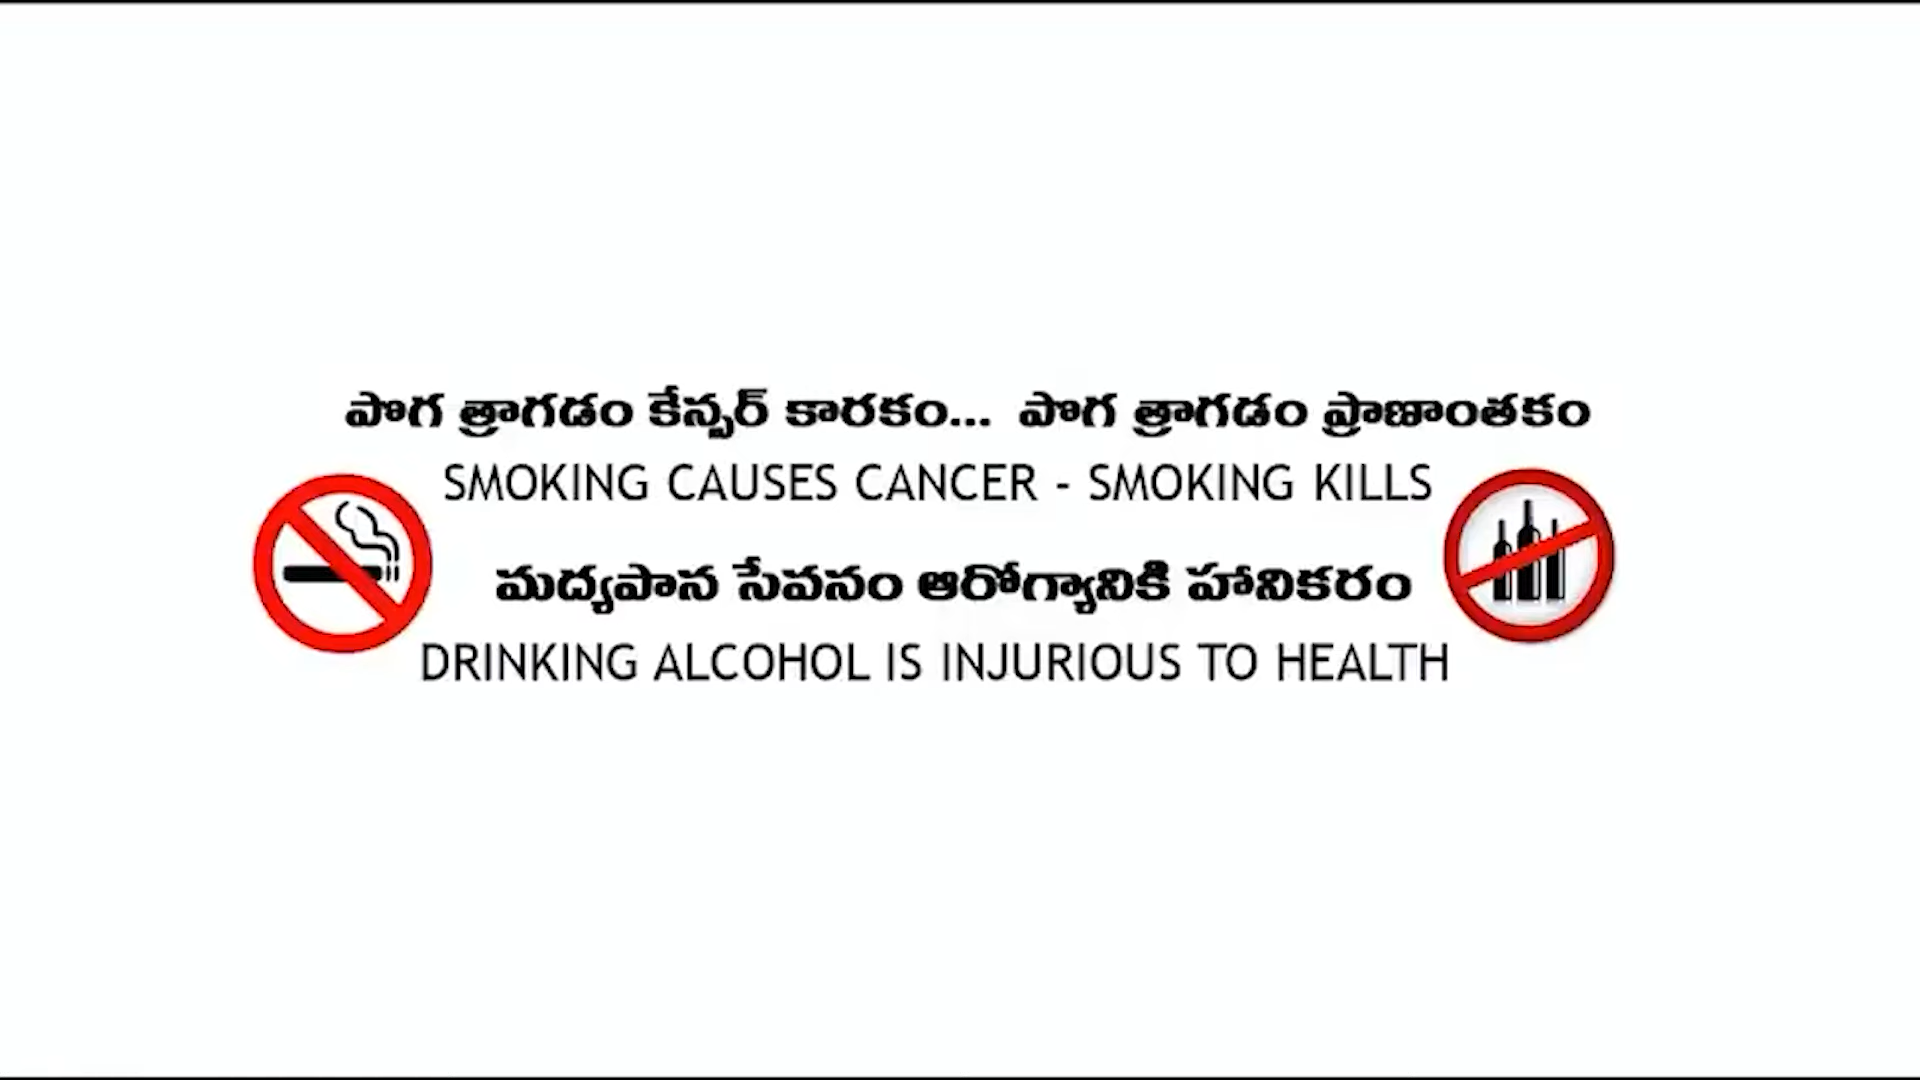 పొగ త్రాగడం కేన్సర్ కారకం... పొగ త్రాగడం ప్రాణాంతకం
SMOKING CAUSES CANCER - SMOKING KILLS
మద్యపాన సేవనం ఆరోగ్యానికి హానికరం
DRINKING ALCOHOL IS INJURIOUS TO HEALTH